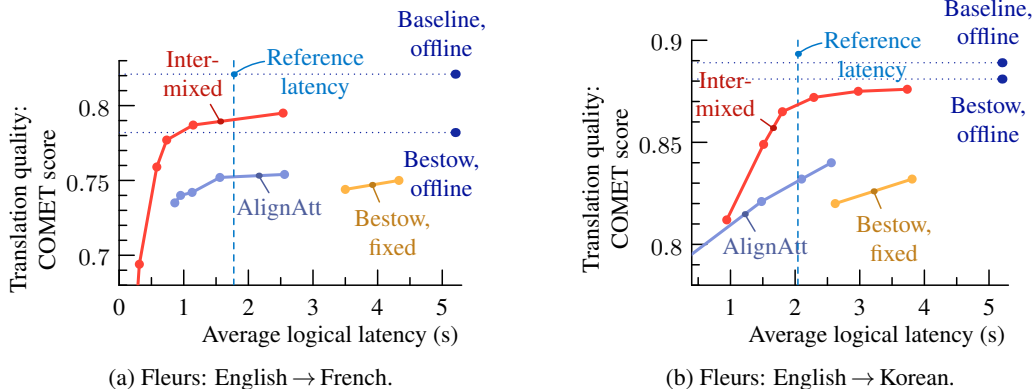 Baseline,
offline
Inter-
mixed
Reference
latency
Translation quality:
COMET score
0.8
0.75
0.7
Bestow,
offline
AlignAtt
Bestow,
fixed
0 1 2 3 4 5
Average logical latency (s)
(a) Fleurs: English → French.
Baseline,
offline
Reference
latency
Inter-
mixed
Translation quality:
COMET score
0.9
0.85
0.8
Bestow,
offline
AlignAtt
Bestow,
fixed
1 2 3 4 5
Average logical latency (s)
(b) Fleurs: English → Korean.